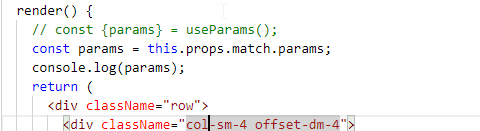 render() {
// const {params} = useParams();
const params = this.props.match.params;
console.log(params);
return (
<div className="row">
<div className="col-sm-4 offset-dm-4">